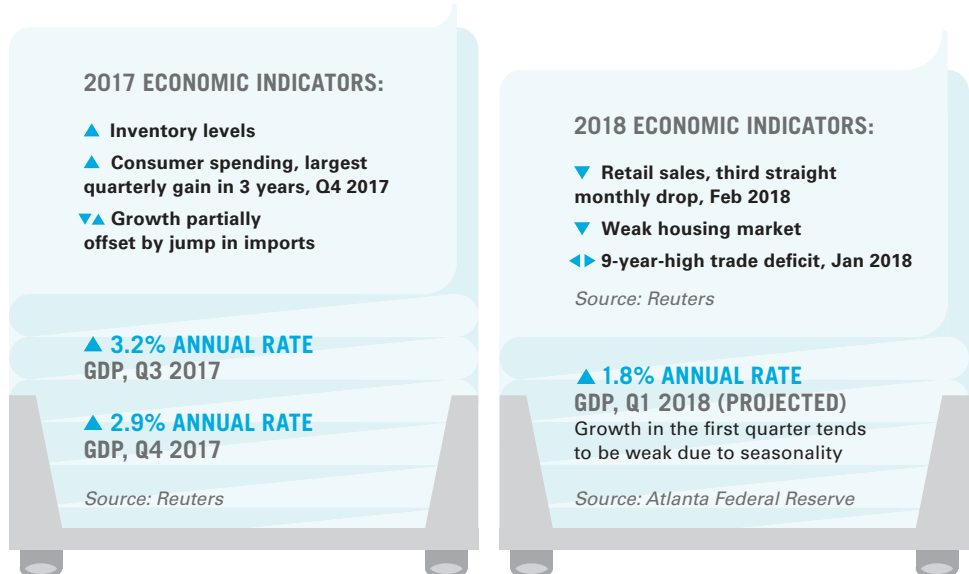 2017 ECONOMIC INDICATORS:
▲ Inventory levels
▲ Consumer spending, largest
quarterly gain in 3 years, Q4 2017
▼▲ Growth partially
offset by jump in imports
▲ 3.2% ANNUAL RATE
GDP, Q3 2017
▲ 2.9% ANNUAL RATE
GDP, Q4 2017
Source: Reuters
2018 ECONOMIC INDICATORS:
▼ Retail sales, third straight
monthly drop, Feb 2018
▼ Weak housing market
◀▶ 9-year-high trade deficit, Jan 2018
Source: Reuters
▲ 1.8% ANNUAL RATE
GDP, Q1 2018 (PROJECTED)
Growth in the first quarter tends
to be weak due to seasonality
Source: Atlanta Federal Reserve